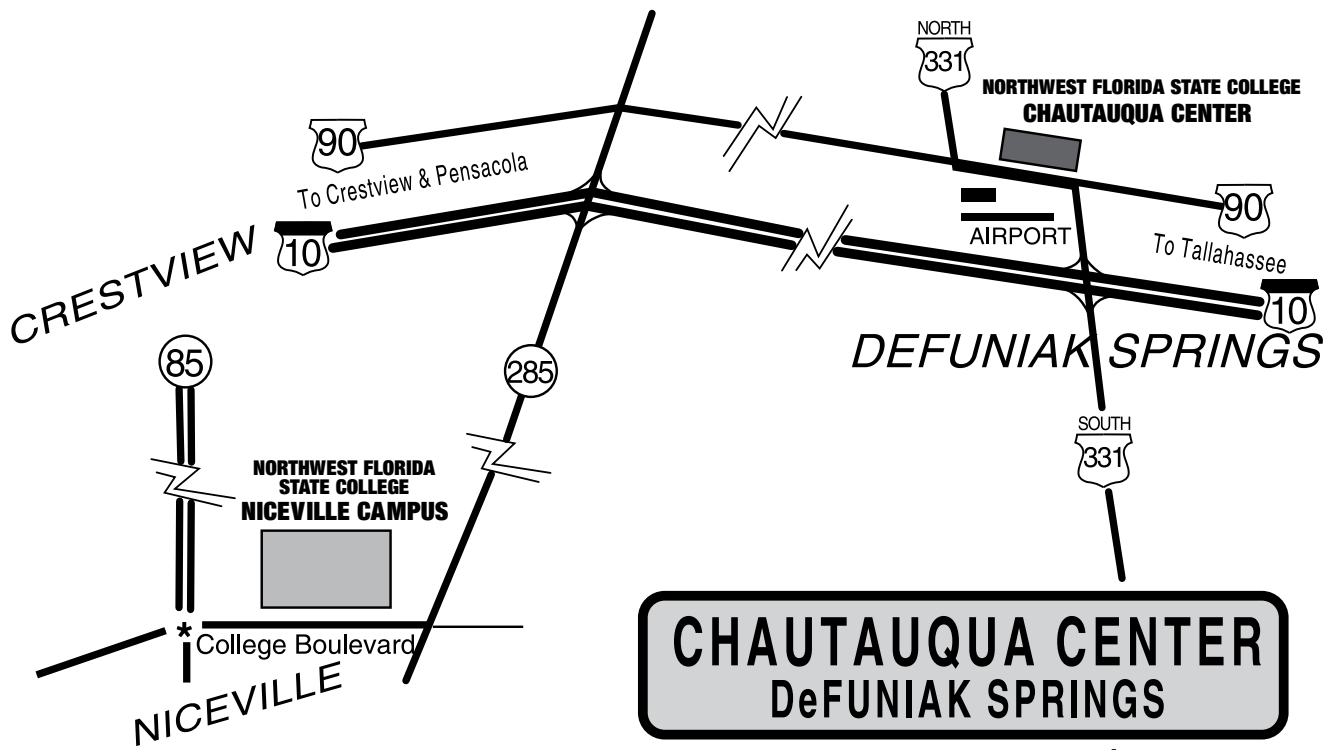 NORTH
331
NORTHWEST FLORIDA STATE COLLEGE
CHAUTAUQUA CENTER
90
To Crestview & Pensacola
90
AIRPORT
To Tallahassee
10
10
CRESTVIEW
DEFUNIAK SPRINGS
85
285
SOUTH
331
NORTHWEST FLORIDA
STATE COLLEGE
NICEVILLE CAMPUS
*
College Boulevard
NICEVILLE
CHAUTAUQUA CENTER
DeFUNIAK SPRINGS